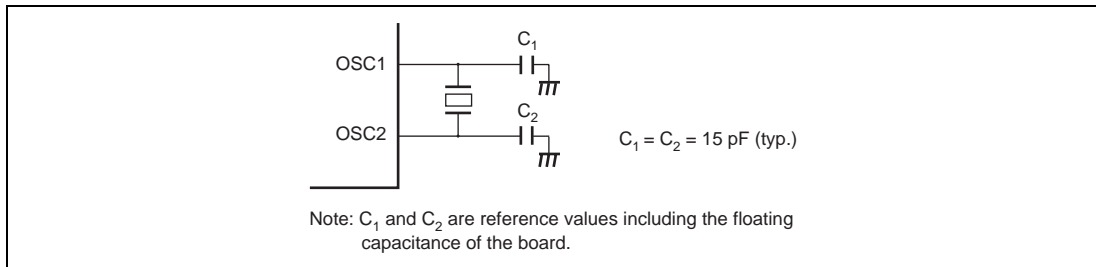 C₁
OSC1
C₂
OSC2
C₁ = C₂ = 15 pF (typ.)
Note: C₁ and C₂ are reference values including the floating
capacitance of the board.